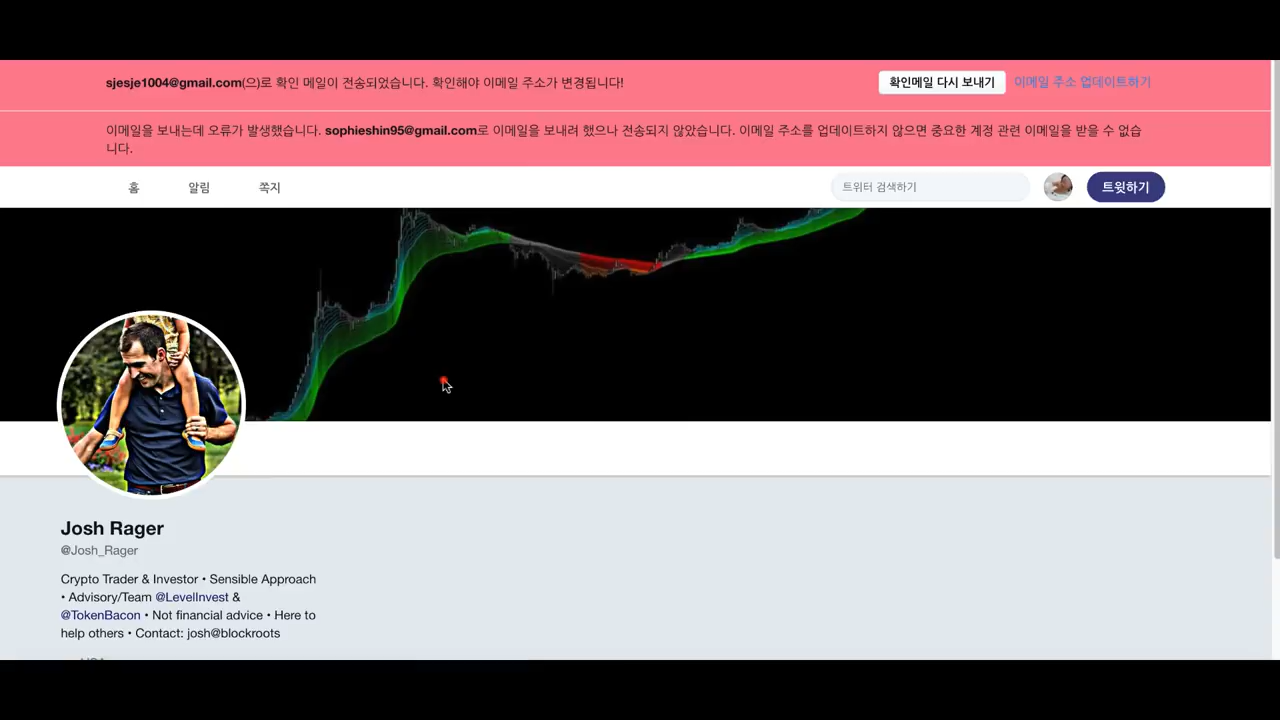 sjesje1004@gmail.com(으)로 확인 메일이 전송되었습니다. 확인해야 이메일 주소가 변경됩니다!
확인메일 다시 보내기
이메일 주소 업데이트하기
이메일을 보내는데 오류가 발생했습니다. sophieshin95@gmail.com로 이메일을 보내려 했으나 전송되지 않았습니다. 이메일 주소를 업데이트하지 않으면 중요한 계정 관련 이메일을 받을 수 없습
니다.
홈 알림 쪽지
트위터 검색하기
트윗하기
Josh Rager
@Josh_Rager
Crypto Trader & Investor • Sensible Approach
• Advisory/Team @LevelInvest &
@TokenBacon • Not financial advice • Here to
help others • Contact: josh@blockroots